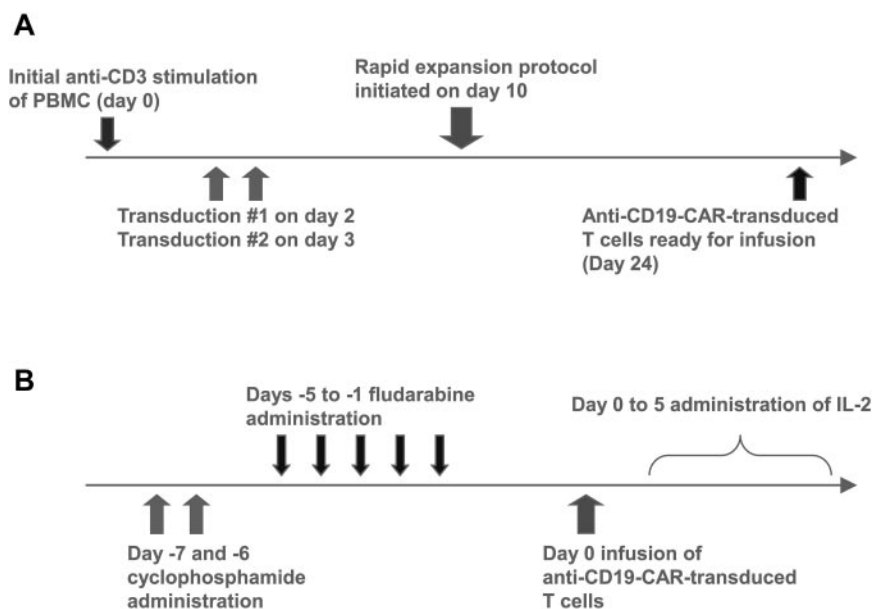 A
Initial anti-CD3 stimulation
of PBMC (day 0)
Rapid expansion protocol
initiated on day 10
Transduction #1 on day 2
Transduction #2 on day 3
Anti-CD19-CAR-transduced
T cells ready for infusion
(Day 24)
B
Days -5 to -1 fludarabine
administration
Day 0 to 5 administration of IL-2
Day -7 and -6
cyclophosphamide
administration
Day 0 infusion of
anti-CD19-CAR-transduced
T cells